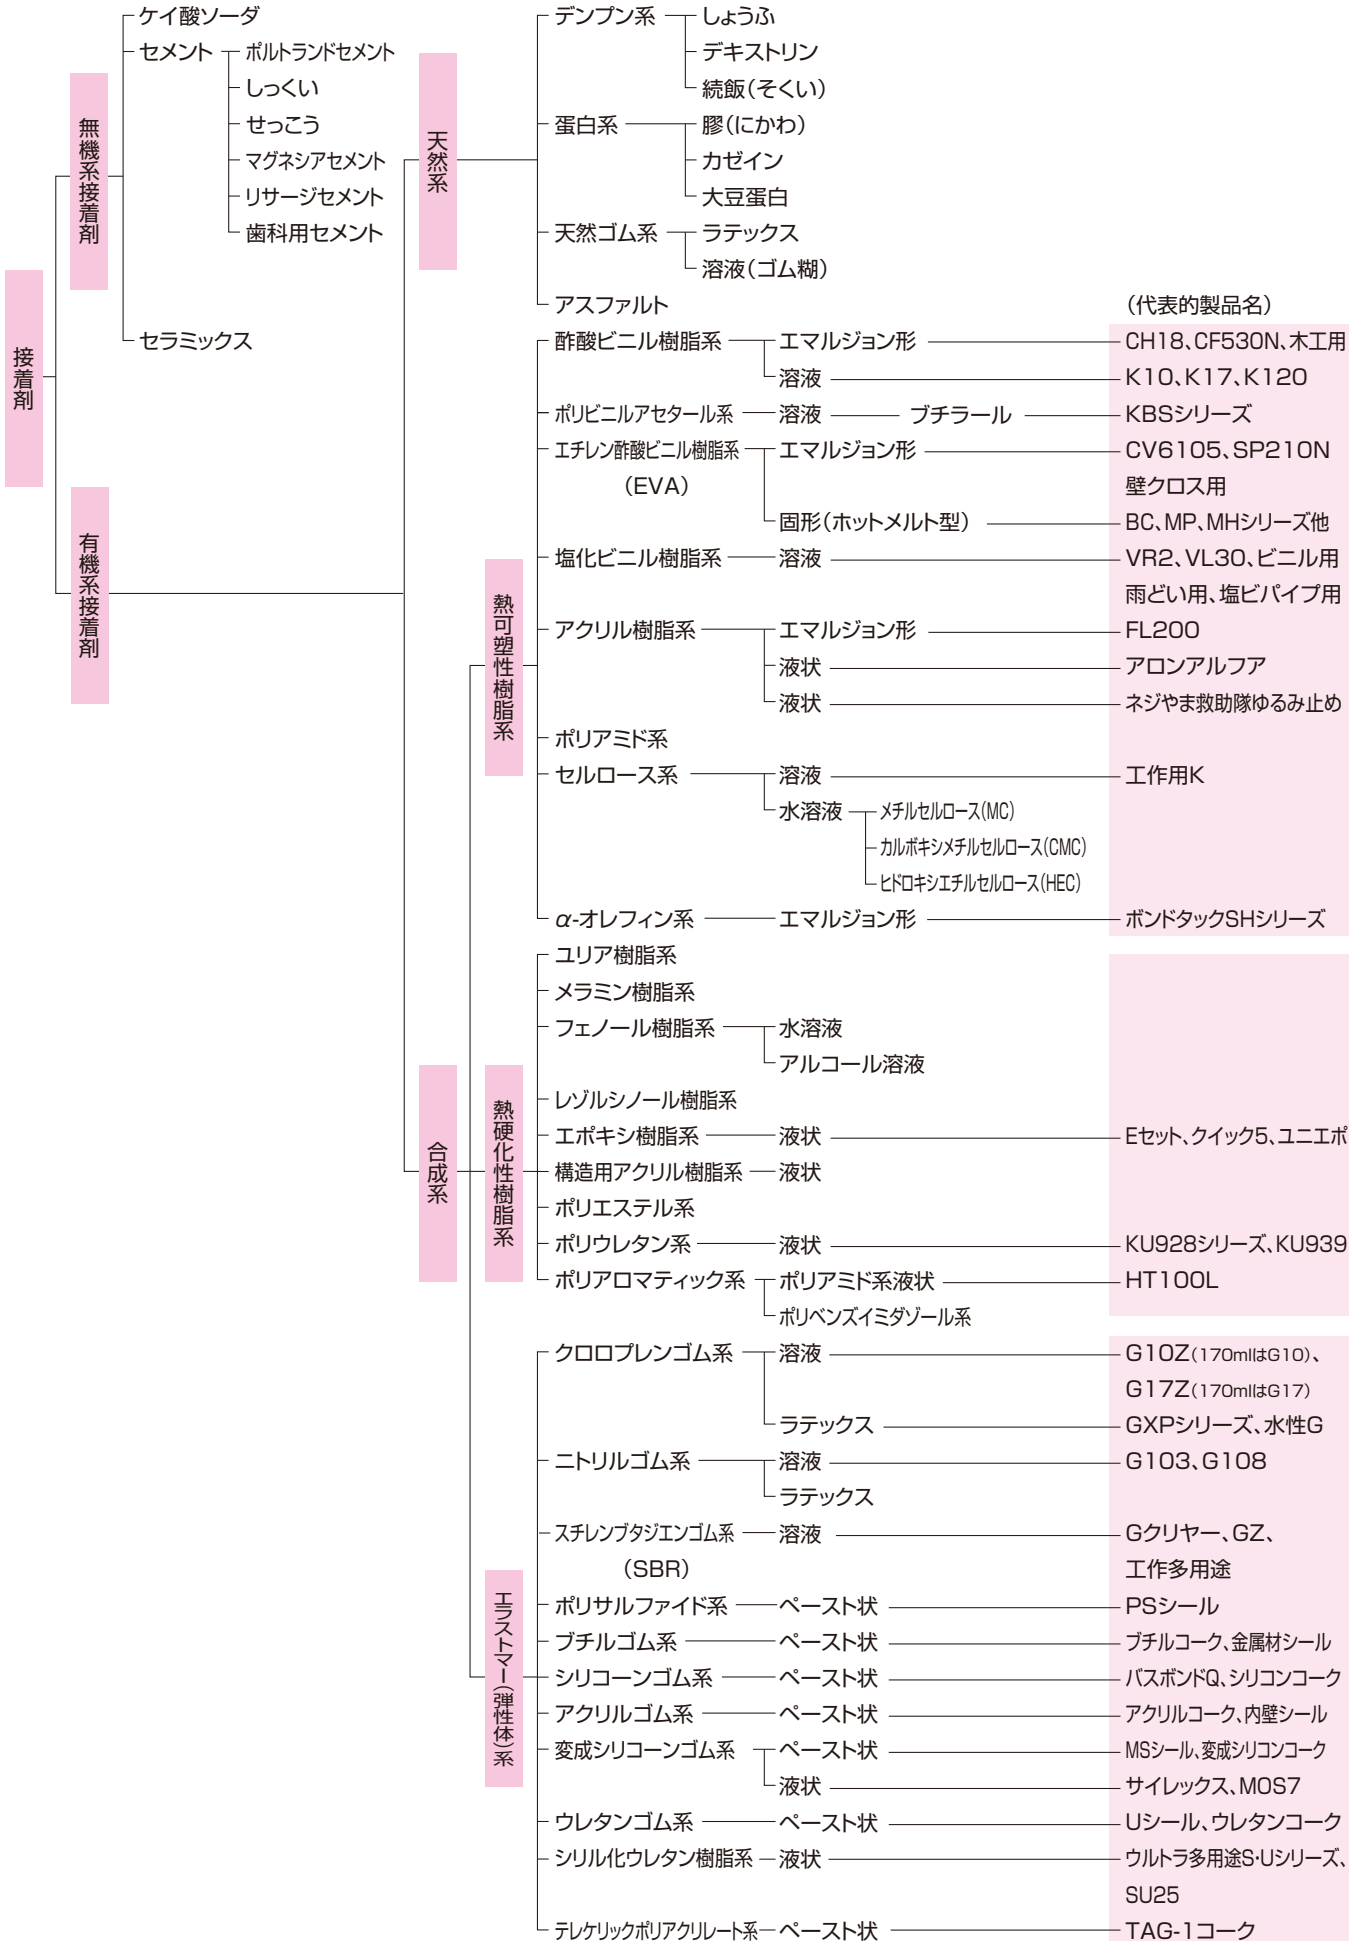 接着剤
無機系接着剤
ケイ酸ソーダ
セメント
ポルトランドセメント
しっくい
せっこう
マグネシアセメント
リサージセメント
歯科用セメント
セラミックス
有機系接着剤
天然系
デンプン系
しょうふ
デキストリン
続飯(そくい)
蛋白系
膠(にかわ)
カゼイン
大豆蛋白
天然ゴム系
ラテックス
溶液(ゴム糊)
アスファルト
合成系
(代表的製品名)
熱可塑性樹脂系
酢酸ビニル樹脂系 エマルジョン形 CH18、CF530N、木工用
溶液 K10、K17、K120
ポリビニルアセタール系 溶液 ブチラール KBSシリーズ
エチレン酢酸ビニル樹脂系 エマルジョン形 CV6105、SP210N
(EVA) 壁クロス用
固形(ホットメルト型) BC、MP、MHシリーズ他
塩化ビニル樹脂系 溶液 VR2、VL30、ビニル用
雨どい用、塩ビパイプ用
アクリル樹脂系 エマルジョン形 FL200
液状 アロンアルフア
液状 ネジやま救助隊ゆるみ止め
ポリアミド系
セルロース系 溶液 工作用K
水溶液 メチルセルロース(MC)
カルボキシメチルセルロース(CMC)
ヒドロキシエチルセルロース(HEC)
α-オレフィン系 エマルジョン形 ボンドタックSHシリーズ
熱硬化性樹脂系
ユリア樹脂系
メラミン樹脂系
フェノール樹脂系 水溶液
アルコール溶液
レゾルシノール樹脂系
エポキシ樹脂系 液状 Eセット、クイック5、ユニエポ
構造用アクリル樹脂系 液状
ポリエステル系
ポリウレタン系 液状 KU928シリーズ、KU939
ポリアロマティック系 ポリアミド系液状 HT100L
ポリベンズイミダゾール系
エラストマー(弾性体)系
クロロプレンゴム系 溶液 G10Z(170mlはG10)、
G17Z(170mlはG17)
ラテックス GXPシリーズ、水性G
ニトリルゴム系 溶液 G103、G108
ラテックス
スチレンブタジエンゴム系 溶液 Gクリヤー、GZ、
(SBR) 工作多用途
ポリサルファイド系 ペースト状 PSシール
ブチルゴム系 ペースト状 ブチルコーク、金属材シール
シリコーンゴム系 ペースト状 バスボンドQ、シリコンコーク
アクリルゴム系 ペースト状 アクリルコーク、内壁シール
変成シリコーンゴム系 ペースト状 MSシール、変成シリコンコーク
液状 サイレックス、MOS7
ウレタンゴム系 ペースト状 Uシール、ウレタンコーク
シリル化ウレタン樹脂系 液状 ウルトラ多用途S・Uシリーズ、
SU25
テレケリックポリアクリレート系 ペースト状 TAG-1コーク